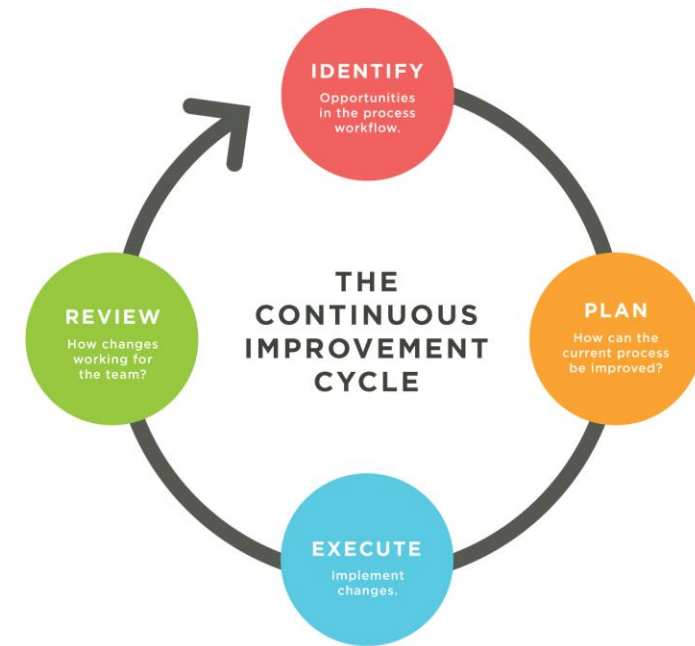 IDENTIFY
Opportunities
in the process
workflow.
THE
CONTINUOUS
IMPROVEMENT
CYCLE
PLAN
How can the
current process
be improved?
EXECUTE
Implement
changes.
REVIEW
How changes
working for
the team?